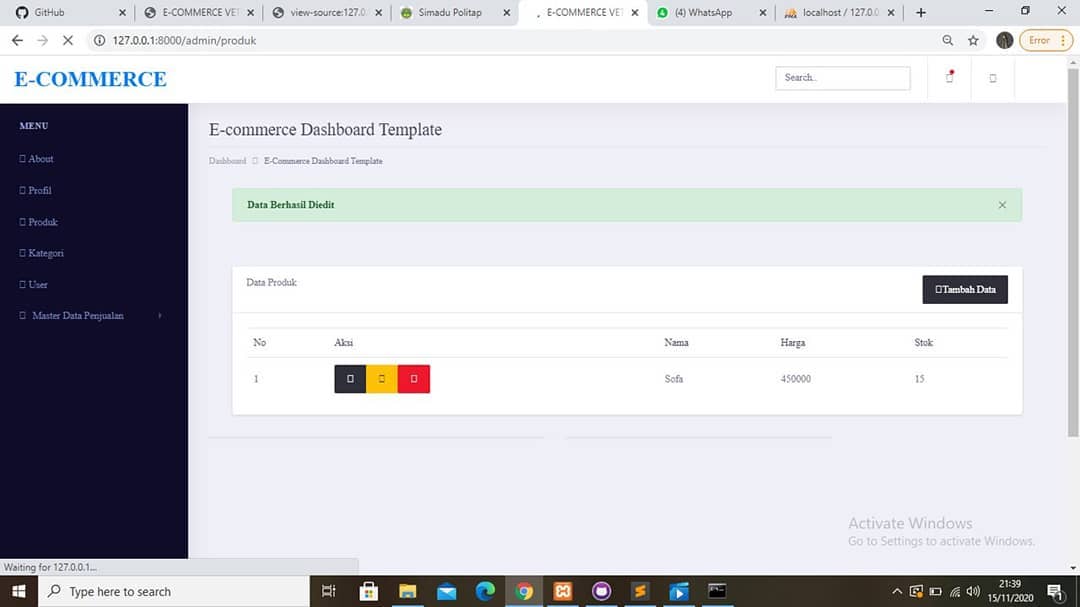 GitHub
E-COMMERCE VET
view-source:127.0
Simadu Politap
E-COMMERCE VET
(4) WhatsApp
localhost / 127.0.0
127.0.0.1:8000/admin/produk
Error
E-COMMERCE
Search..
MENU
About
Profil
Produk
Kategori
User
Master Data Penjualan
E-commerce Dashboard Template
Dashboard E-Commerce Dashboard Template
Data Berhasil Diedit
Data Produk
Tambah Data
No Aksi Nama Harga Stok
1 Sofa 450000 15
Activate Windows
Go to Settings to activate Windows.
Waiting for 127.0.0.1...
Type here to search
21:39
15/11/2020
1